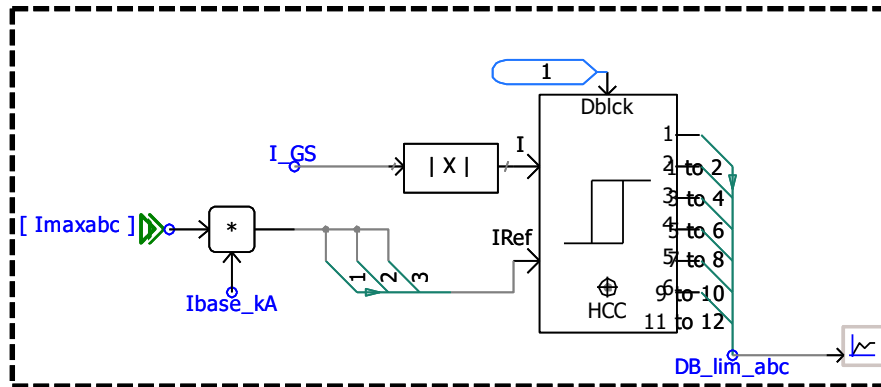 1
Dblck
I_GS
| X |
I
1
2
1 to 2
3
3 to 4
[ Imaxabc ]
*
IRef
4
5 to 6
5
7 to 8
1
2
3
6
9 to 10
Ibase_kA
HCC
11 to 12
DB_lim_abc